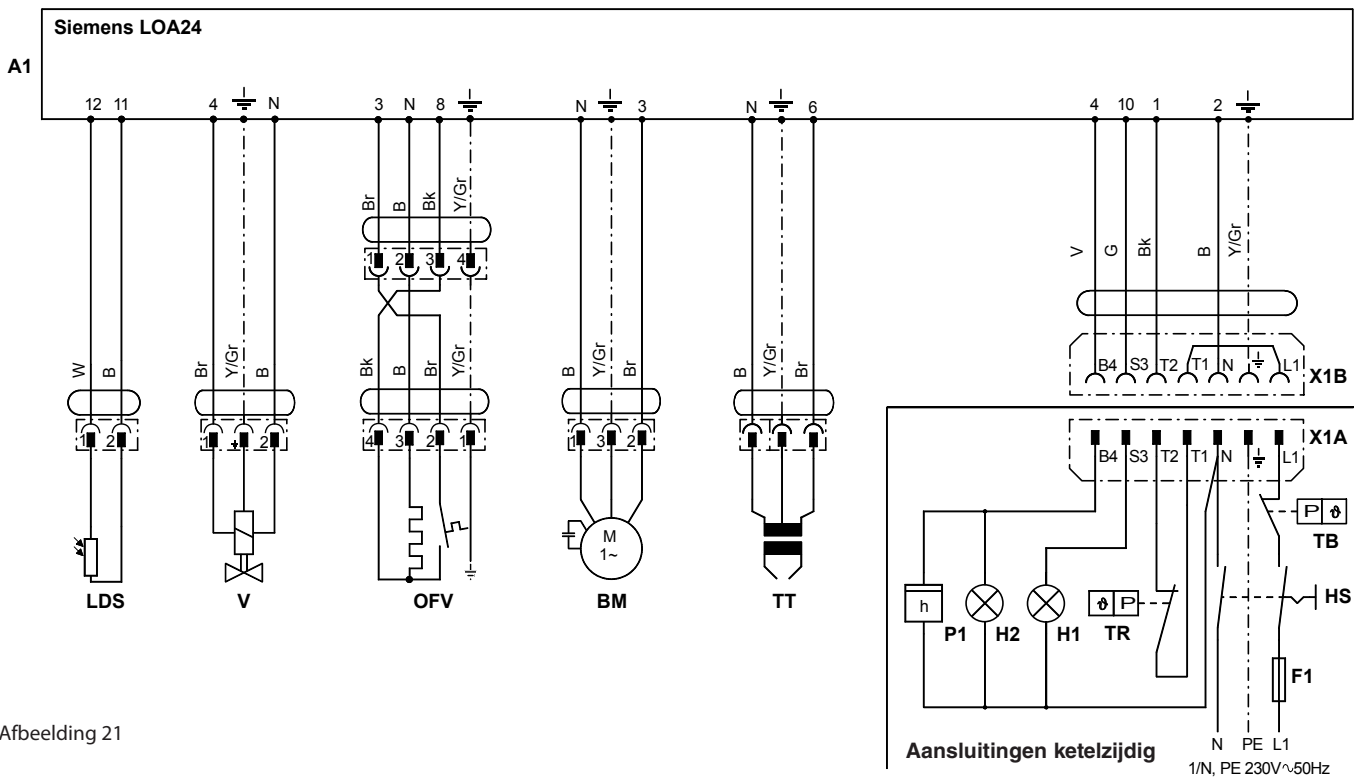 Siemens LOA24
A1
12 11 4 N 3 N 8 N 3 N 6 4 10 1 2
Br B Bk Y/Gr
V G Bk B Y/Gr
1 2 3 4
W B Br Y/Gr B Bk B Br Y/Gr B Y/Gr Br B Y/Gr Br
B4 S3 T2 T1 N L1 X1B
1 2 1 2 4 3 2 1 1 3 2
B4 S3 T2 T1 N L1 X1A
P ϑ
TB
M
1~
LDS V OFV BM TT
h P1 H2 H1 ϑ P TR HS
F1
Afbeelding 21
Aansluitingen ketelzijdig
N PE L1
1/N, PE 230V~50Hz